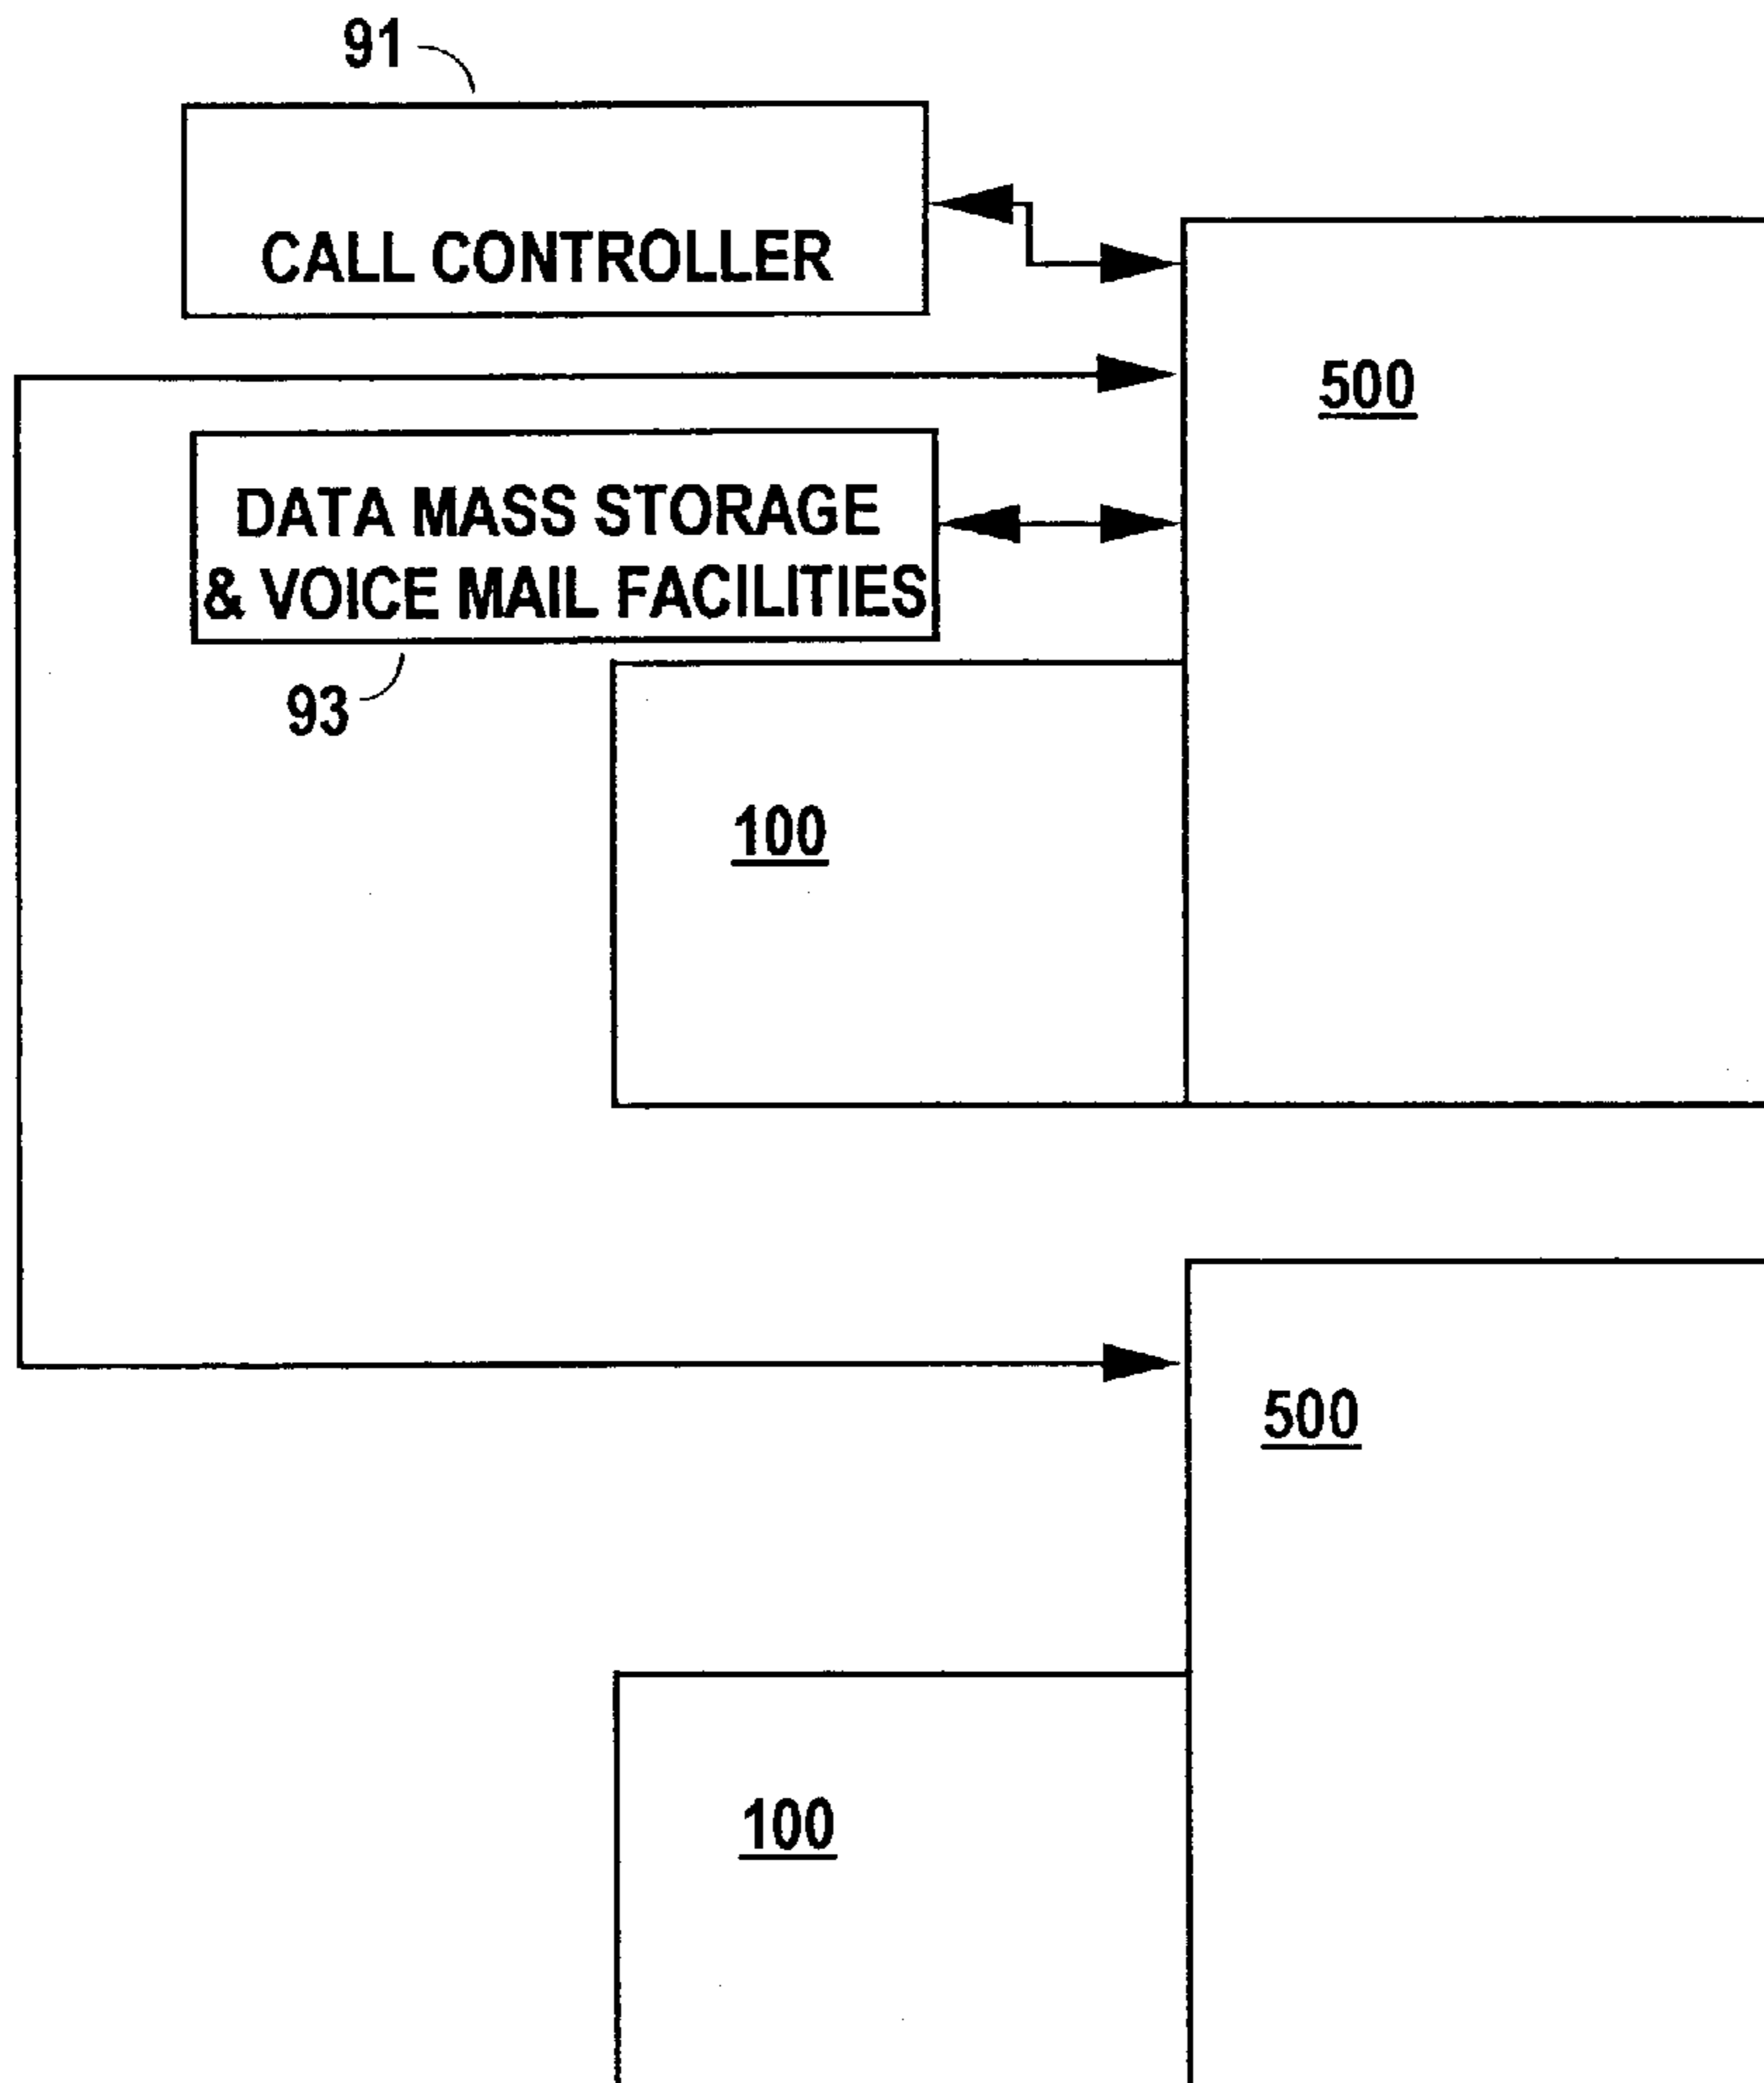 91
CALL CONTROLLER
500
DATA MASS STORAGE
& VOICE MAIL FACILITIES
93
100
500
100